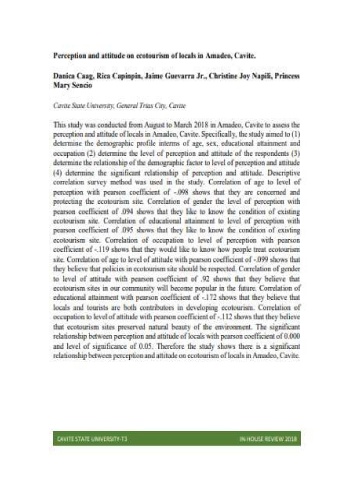 Perception and attitude on ecotourism of locals in Amadeo, Cavite.
Danica Caag, Rica Capinpin, Jaime Guevarra Jr., Christine Joy Napili, Princess
Mary Sencio
Cavite State University, General Trias City, Cavite
This study was conducted from August to March 2018 in Amadeo, Cavite to assess the
perception and attitude of locals in Amadeo, Cavite. Specifically, the study aimed to (1)
determine the demographic profile interms of age, sex, educational attainment and
occupation (2) determine the level of perception and attitude of the respondents (3)
determine the relationship of the demographic factor to level of perception and attitude
(4) determine the significant relationship of perception and attitude. Descriptive
correlation survey method was used in the study. Correlation of age to level of
perception with pearson coefficient of -.098 shows that they are concerned and
protecting the ecotourism site. Correlation of gender the level of perception with
pearson coefficient of .094 shows that they like to know the condition of existing
ecotourism site. Correlation of educational attainment to level of perception with
pearson coefficient of .095 shows that they like to know the condition of existing
ecotourism site. Correlation of occupation to level of perception with pearson
coefficient of -.119 shows that they would like to know how people treat ecotourism
site. Correlation of age to level of attitude with pearson coefficient of -.099 shows that
they believe that policies in ecotourism site should be respected. Correlation of gender
to level of attitude with pearson coefficient of .92 shows that they believe that
ecotourism sites in our community will become popular in the future. Correlation of
educational attainment with pearson coefficient of -.172 shows that they believe that
locals and tourists are both contributors in developing ecotourism. Correlation of
occupation to level of attitude with pearson coefficient of -.112 shows that they believe
that ecotourism sites preserved natural beauty of the environment. The significant
relationship between perception and attitude of locals with pearson coefficient of 0.000
and level of significance of 0.05. Therefore the study shows there is a significant
relationship between perception and attitude on ecotourism of locals in Amadeo, Cavite.
CAVITE STATE UNIVERSITY-T3 IN HOUSE REVIEW 2018